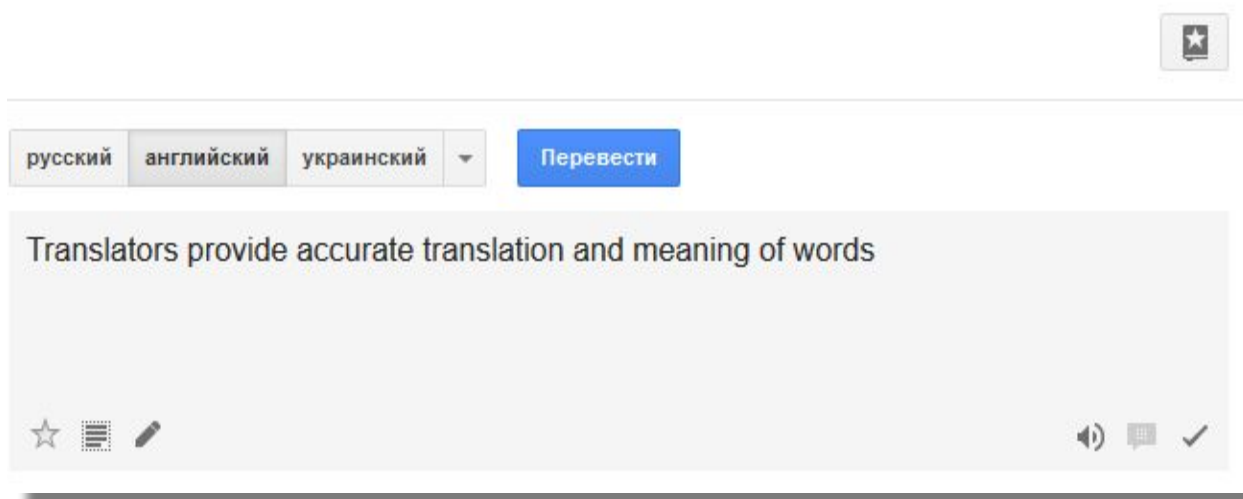 русский английский украинский Перевести
Translators provide accurate translation and meaning of words